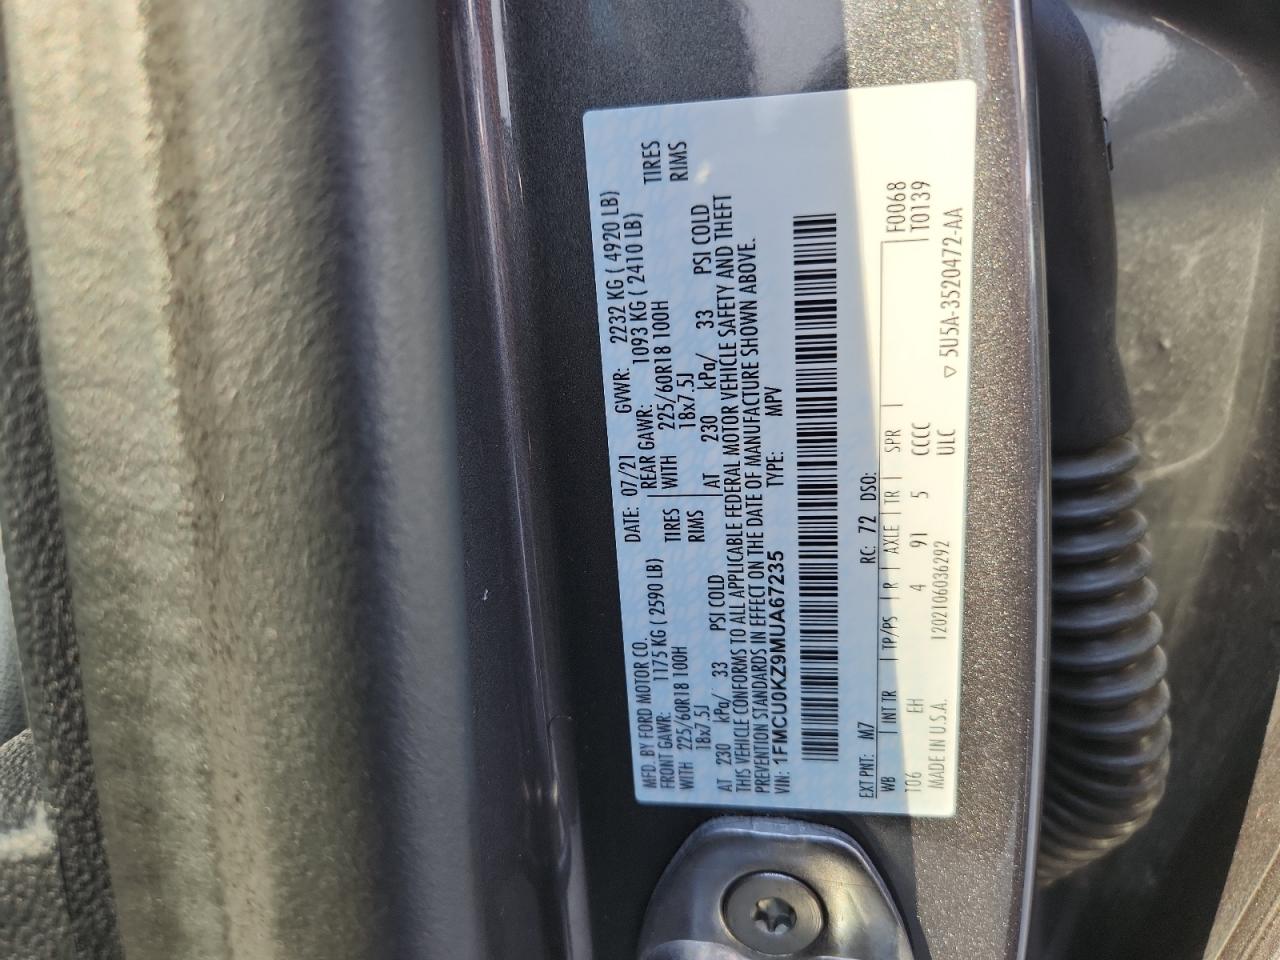 MFD. BY FORD MOTOR CO. DATE: 07/21 GVWR: 2232 KG ( 4920 LB)
FRONT GAWR: 1175 KG ( 2590 LB) REAR GAWR: 1093 KG ( 2410 LB)
WITH 225/60R18 100H TIRES WITH 225/60R18 100H TIRES
18x7.5J RIMS 18x7.5J RIMS
AT 230 kPa/ 33 PSI COLD AT 230 kPa/ 33 PSI COLD
THIS VEHICLE CONFORMS TO ALL APPLICABLE FEDERAL MOTOR VEHICLE SAFETY AND THEFT
PREVENTION STANDARDS IN EFFECT ON THE DATE OF MANUFACTURE SHOWN ABOVE.
VIN: 1FMCU0KZ9MUA67235 TYPE: MPV
EXT PNT: M7 RC: 72 DSO:
WB INT TR TP/PS R AXLE TR SPR F0068
106 EH 4 91 5 CCCC T0139
MADE IN U.S.A. 120210603629​2 ULC ▽ 5U5A-3520472-AA